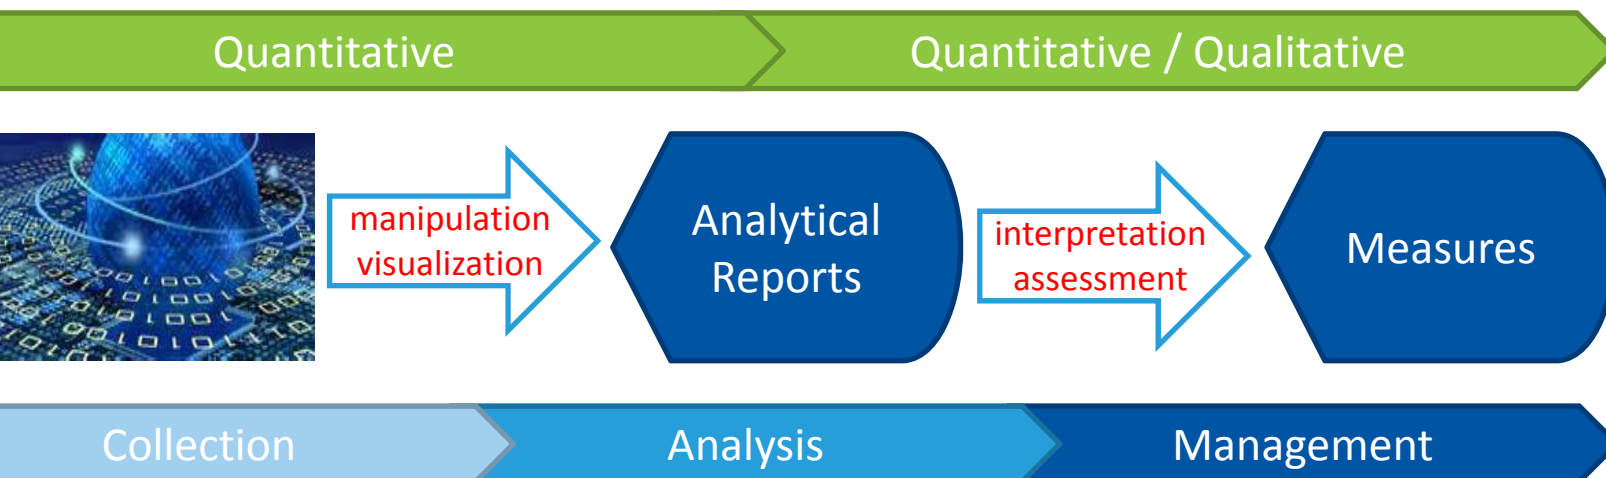 Quantitative
Quantitative / Qualitative
manipulation
visualization
Analytical
Reports
interpretation
assessment
Measures
Collection
Analysis
Management